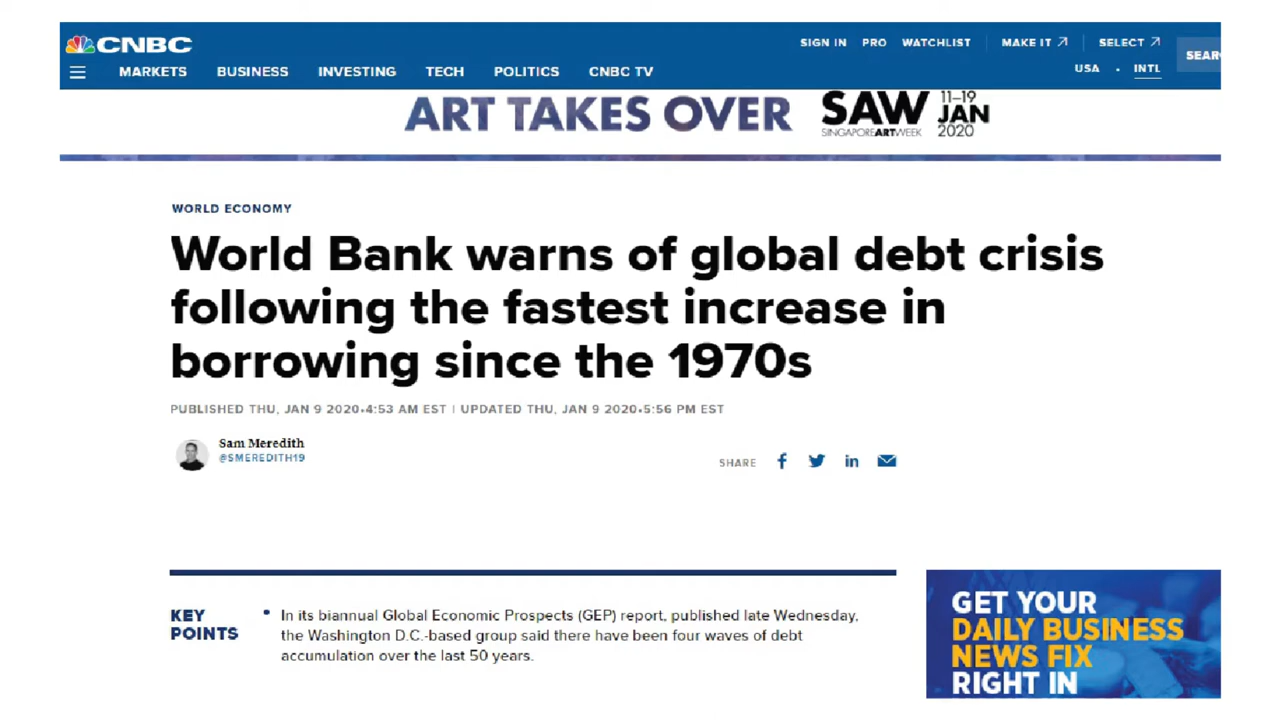 CNBC
SIGN IN PRO WATCHLIST MAKE IT SELECT
MARKETS BUSINESS INVESTING TECH POLITICS CNBC TV
USA • INTL
SEAR
ART TAKES OVER
SAW
SINGAPOREARTWEEK
11–19
JAN
2020
WORLD ECONOMY
World Bank warns of global debt crisis
following the fastest increase in
borrowing since the 1970s
PUBLISHED THU, JAN 9 2020•4:53 AM EST | UPDATED THU, JAN 9 2020•5:56 PM EST
Sam Meredith
@SMEREDITH19
SHARE
KEY
POINTS
• In its biannual Global Economic Prospects (GEP) report, published late Wednesday,
the Washington D.C.-based group said there have been four waves of debt
accumulation over the last 50 years.
GET YOUR
DAILY BUSINESS
NEWS FIX
RIGHT IN